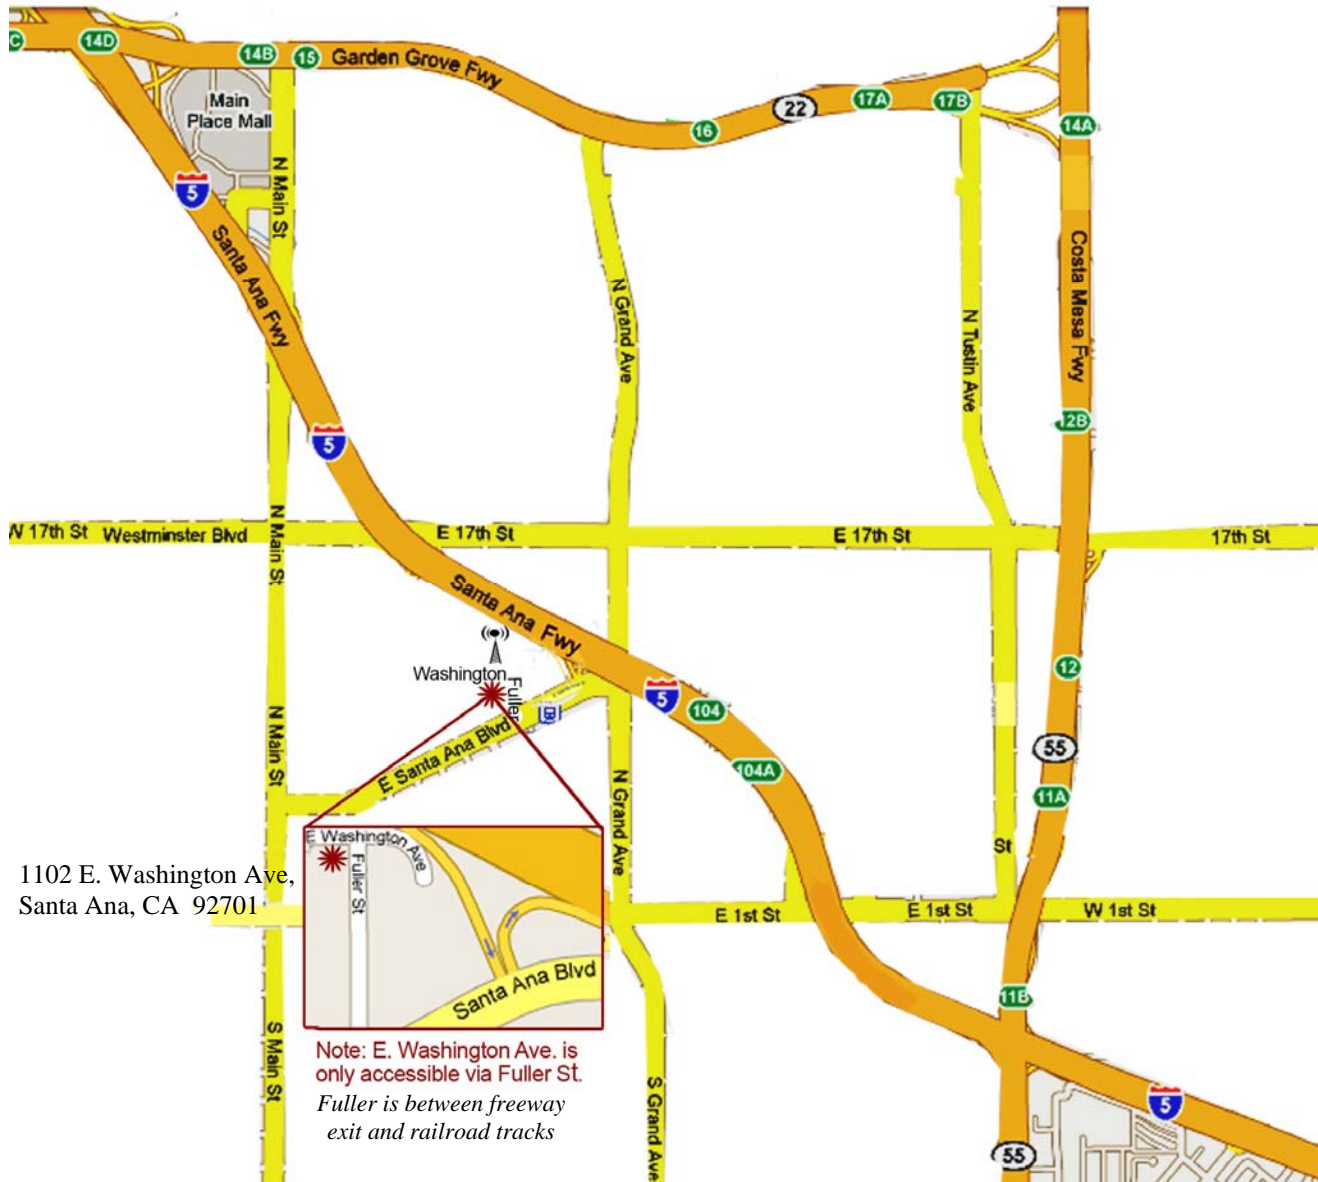 C
14D
14B
15
Garden Grove Fwy
16
22
17A
17B
14A
Main
Place Mall
5
N Main St
Santa Ana Fwy
N Grand Ave
N Tustin Ave
Costa Mesa Fwy
12B
5
W 17th St
Westminster Blvd
N Main St
E 17th St
E 17th St
17th St
Santa Ana Fwy
Washington
Fuller
5
104
12
55
E Santa Ana Blvd
N Main St
104A
11A
N Grand Ave
St
E Washington Ave
Fuller St
Santa Ana Blvd
1102 E. Washington Ave,
Santa Ana, CA 92701
E 1st St
E 1st St
W 1st St
11B
S Main St
Note: E. Washington Ave. is
only accessible via Fuller St.
Fuller is between freeway
exit and railroad tracks
S Grand Ave
5
55